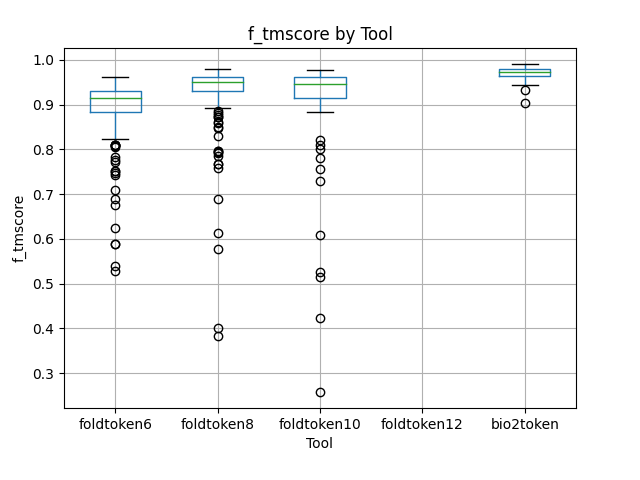 f_tmscore by Tool
1.0
0.9
0.8
0.7
0.6
0.5
0.4
0.3
f_tmscore
foldtoken6 foldtoken8 foldtoken10 foldtoken12 bio2token
Tool